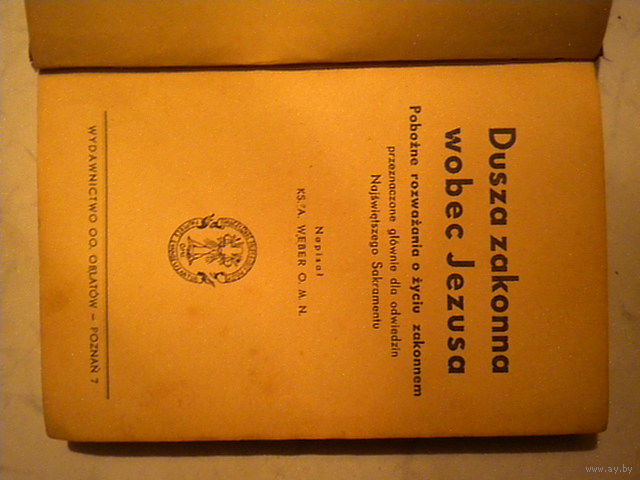 Dusza zakonna
wobec Jezusa
Pobożne rozważania o życiu zakonnem
przeznaczone głównie dla odwiedzin
Najświętszego Sakramentu
Napisał
KS. A. WEBER O. M. N.
WYDAWNICTWO OO. OBLATÓW — POZNAŃ 7
www.ay.by